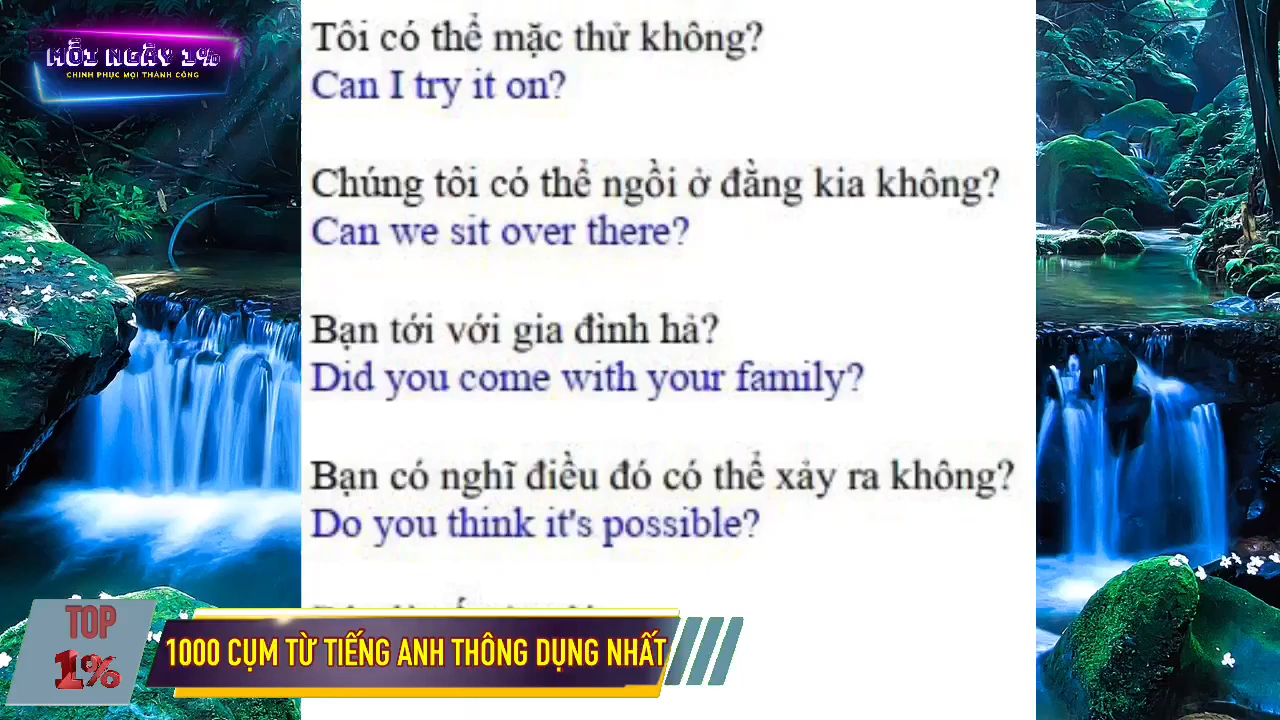 MỖI NGÀY 1%
CHINH PHỤC MỌI THÀNH CÔNG
Tôi có thể mặc thử không?
Can I try it on?
Chúng tôi có thể ngồi ở đằng kia không?
Can we sit over there?
Bạn tới với gia đình hả?
Did you come with your family?
Bạn có nghĩ điều đó có thể xảy ra không?
Do you think it's possible?
TOP
1%
1000 CỤM TỪ TIẾNG ANH THÔNG DỤNG NHẤT